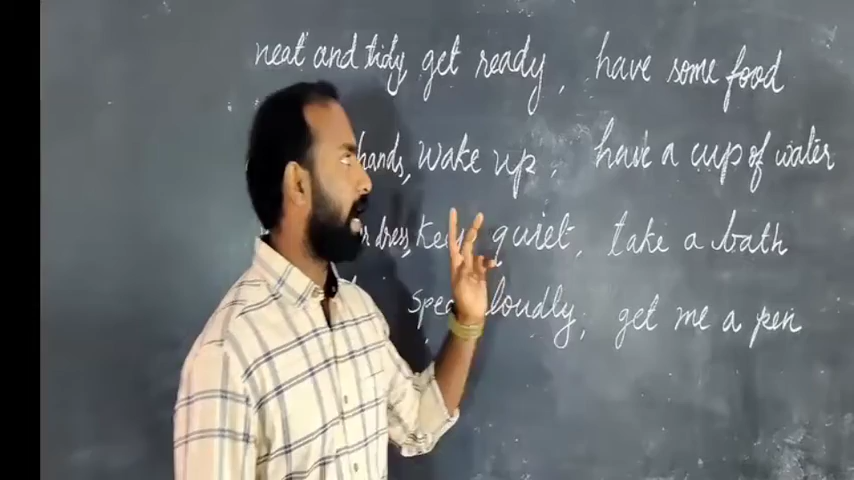 neat and tidy get ready, have some food
hands, wake up, have a cup of water
dress, quiet, take a bath
loudly, get me a pen